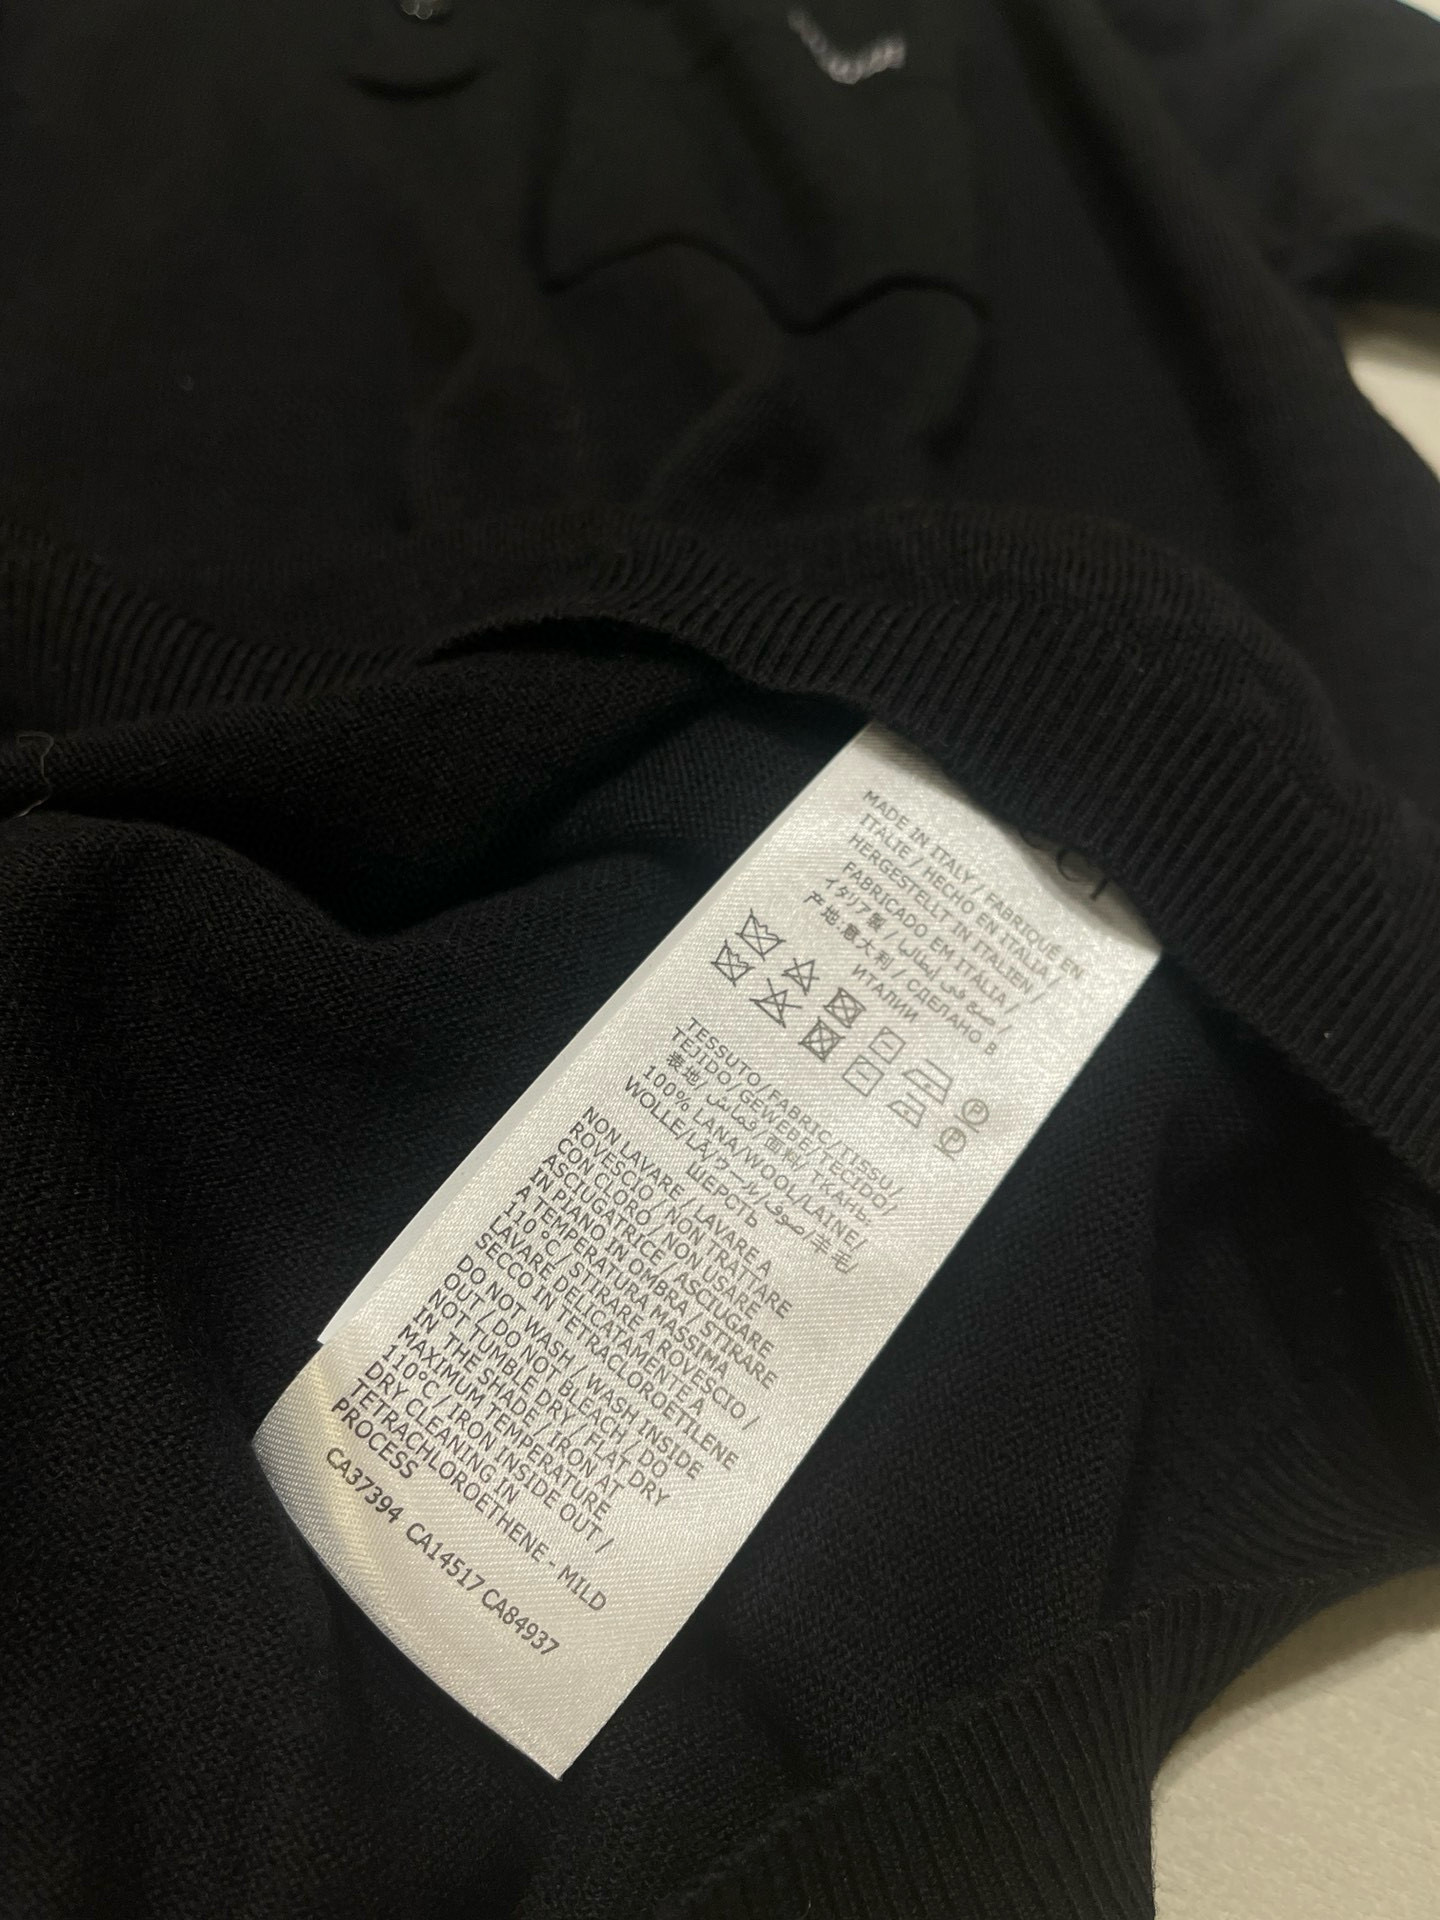 MADE IN ITALY / FABRIQUÉ EN
ITALIE / HECHO EN ITALIA /
HERGESTELLT IN ITALIEN /
FABRICADO EM ITÁLIA /
イタリア製 / صنع في إيطاليا /
产地:意大利 / СДЕЛАНО В
ИТАЛИИ
P
P
TESSUTO/FABRIC/TISSU/
TEJIDO/GEWEBE/TECIDO/
表地/ قماش/面料/ ТКАНЬ:
100% LANA/WOOL/LAINE/
WOLLE/LÃ/ウール/صوف/羊毛/
ШЕРСТЬ
NON LAVARE / LAVARE A
ROVESCIO / NON TRATTARE
CON CLORO / NON USARE
ASCIUGATRICE / ASCIUGARE
IN PIANO IN OMBRA / STIRARE
A TEMPERATURA MASSIMA
110 °C/ STIRARE A ROVESCIO /
LAVARE DELICATAMENTE A
SECCO IN TETRACLOROETILENE
DO NOT WASH / WASH INSIDE
OUT / DO NOT BLEACH / DO
NOT TUMBLE DRY / FLAT DRY
IN THE SHADE / IRON AT
MAXIMUM TEMPERATURE
110°C / IRON INSIDE OUT /
DRY CLEANING IN
TETRACHLOROETHENE - MILD
PROCESS
CA37394 CA14517 CA84937